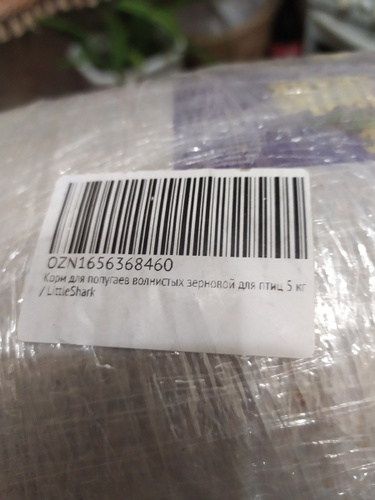 OZN1656368460
Корм для попугаев волнистых зерновой для птиц 5 кг
/ LittleShark